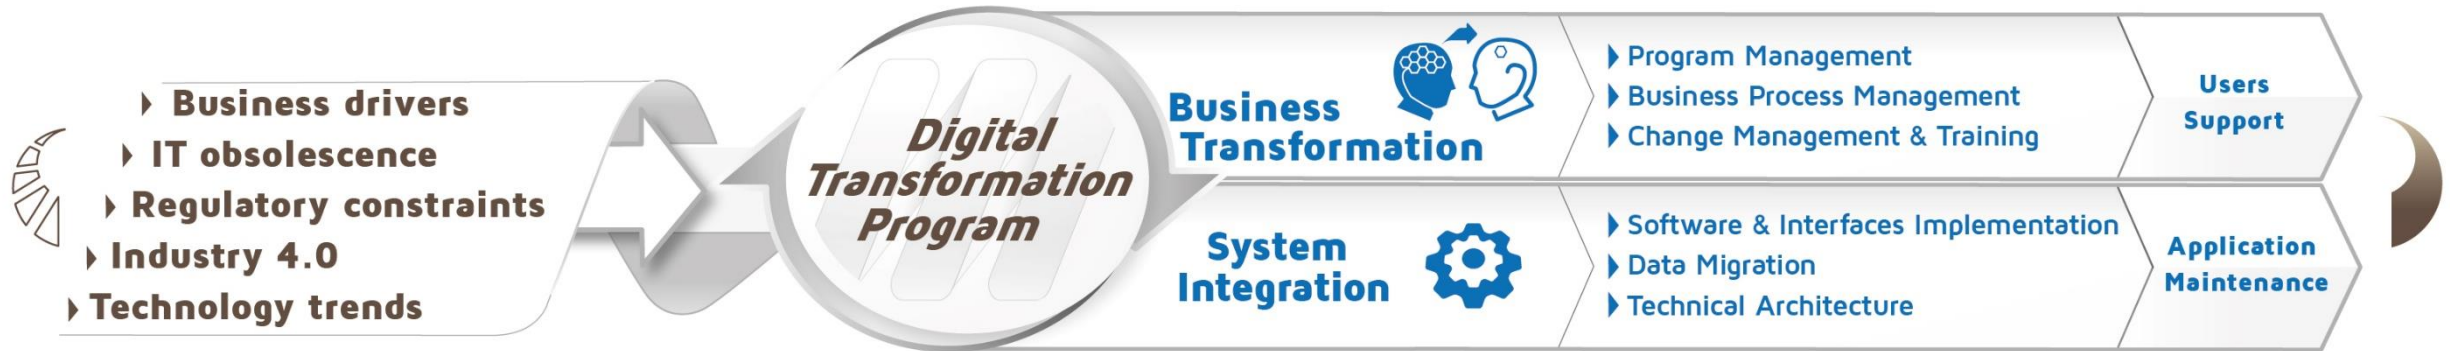 Business drivers
IT obsolescence
Regulatory constraints
Industry 4.0
Technology trends
Digital
Transformation
Program
Business
Transformation
Program Management
Business Process Management
Change Management & Training
Users
Support
System
Integration
Software & Interfaces Implementation
Data Migration
Technical Architecture
Application
Maintenance